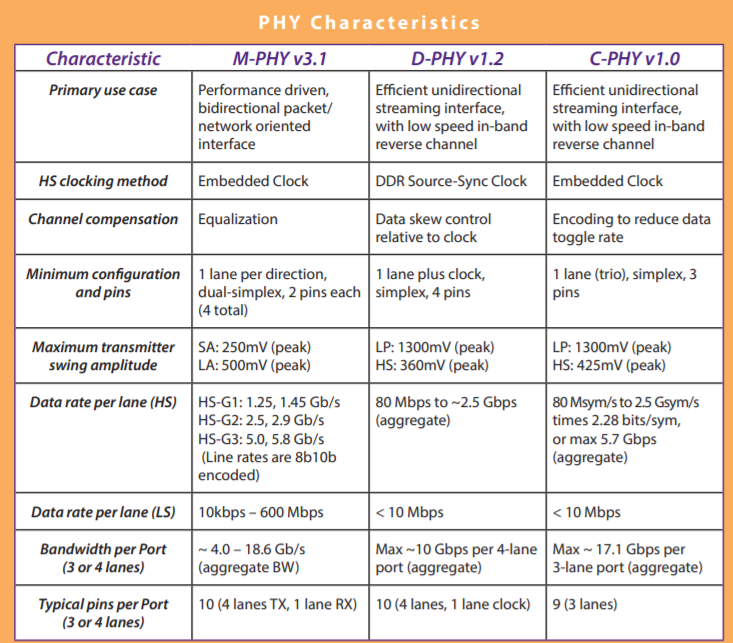 PHY Characteristics
Characteristic M-PHY v3.1 D-PHY v1.2 C-PHY v1.0
Primary use case Performance driven, Efficient unidirectional Efficient unidirectional
bidirectional packet/ streaming interface, streaming interface,
network oriented with low speed in-band with low speed in-band
interface reverse channel reverse channel
HS clocking method Embedded Clock DDR Source-Sync Clock Embedded Clock
Channel compensation Equalization Data skew control Encoding to reduce data
relative to clock toggle rate
Minimum configuration 1 lane per direction, 1 lane plus clock, 1 lane (trio), simplex, 3
and pins dual-simplex, 2 pins each simplex, 4 pins pins
(4 total)
Maximum transmitter SA: 250mV (peak) LP: 1300mV (peak) LP: 1300mV (peak)
swing amplitude LA: 500mV (peak) HS: 360mV (peak) HS: 425mV (peak)
Data rate per lane (HS) HS-G1: 1.25, 1.45 Gb/s 80 Mbps to ~2.5 Gbps 80 Msym/s to 2.5 Gsym/s
HS-G2: 2.5, 2.9 Gb/s (aggregate) times 2.28 bits/sym,
HS-G3: 5.0, 5.8 Gb/s or max 5.7 Gbps
(Line rates are 8b10b (aggregate)
encoded)
Data rate per lane (LS) 10kbps – 600 Mbps < 10 Mbps < 10 Mbps
Bandwidth per Port ~ 4.0 – 18.6 Gb/s Max ~10 Gbps per 4-lane Max ~ 17.1 Gbps per
(3 or 4 lanes) (aggregate BW) port (aggregate) 3-lane port (aggregate)
Typical pins per Port 10 (4 lanes TX, 1 lane RX) 10 (4 lanes, 1 lane clock) 9 (3 lanes)
(3 or 4 lanes)